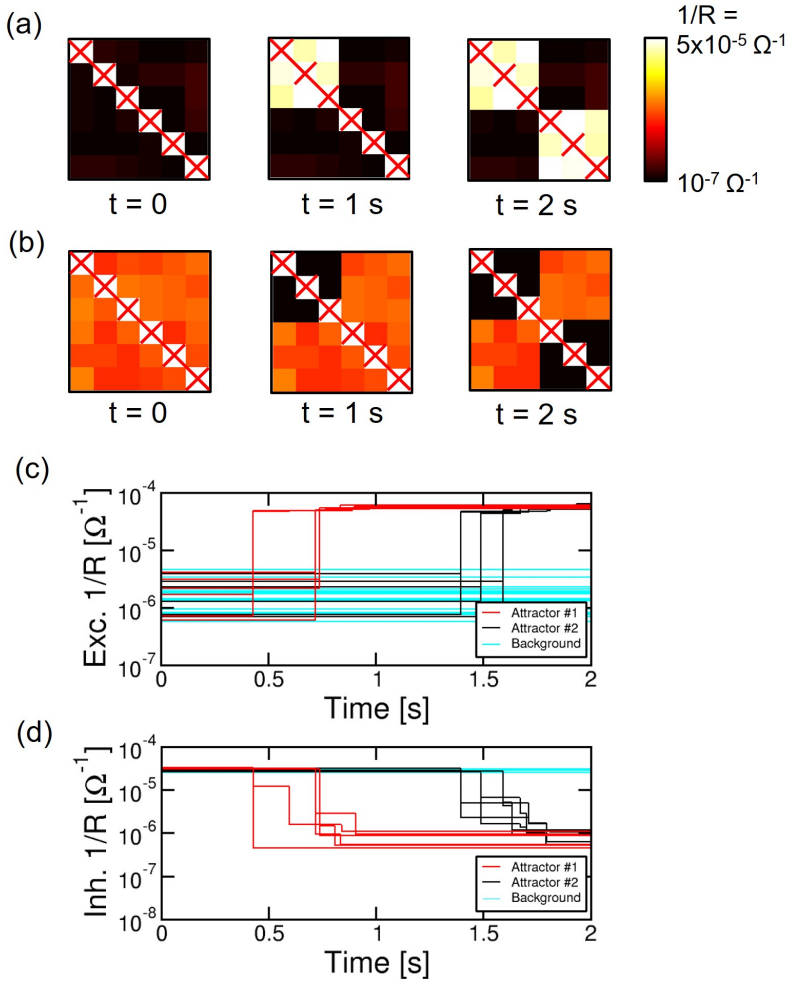 (a)
1/R =
5x10⁻⁵ Ω⁻¹
10⁻⁷ Ω⁻¹
t = 0
t = 1 s
t = 2 s
(b)
t = 0
t = 1 s
t = 2 s
(c)
Exc. 1/R [Ω⁻¹]
10⁻⁴
10⁻⁵
10⁻⁶
10⁻⁷
Attractor #1
Attractor #2
Background
0
0.5
1
1.5
2
Time [s]
(d)
Inh. 1/R [Ω⁻¹]
10⁻⁴
10⁻⁵
10⁻⁶
10⁻⁷
10⁻⁸
Attractor #1
Attractor #2
Background
0
0.5
1
1.5
2
Time [s]